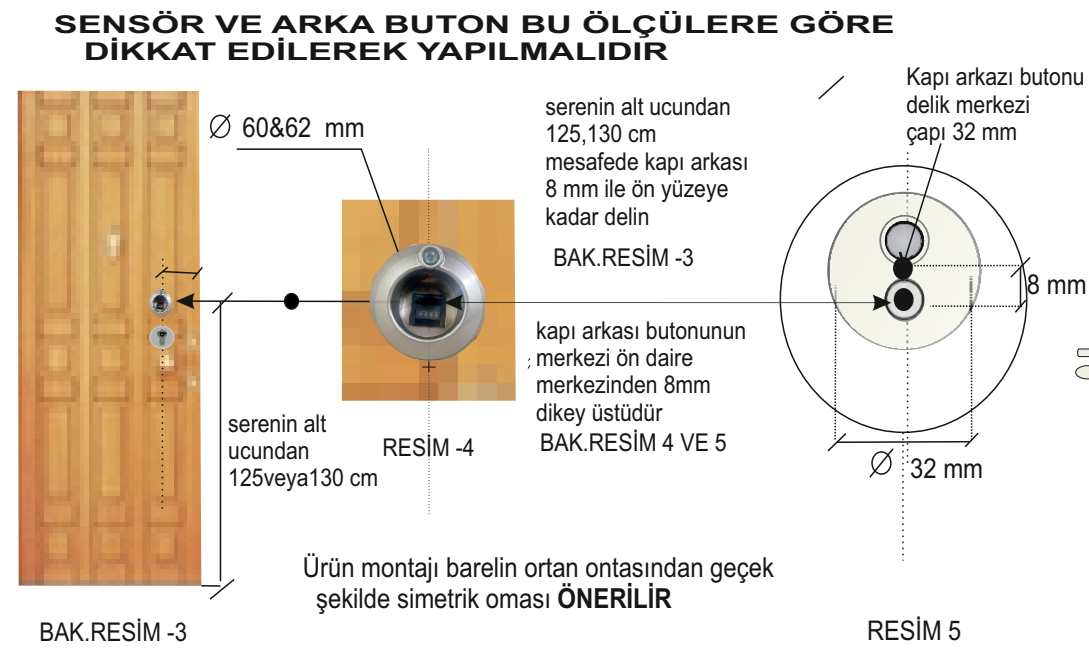 SENSÖR VE ARKA BUTON BU ÖLÇÜLERE GÖRE
DİKKAT EDİLEREK YAPILMALIDIR
∅ 60&62 mm
serenin alt ucundan
125,130 cm
mesafede kapı arkası
8 mm ile ön yüzeye
kadar delin
BAK.RESİM -3
Kapı arkazı butonu
delik merkezi
çapı 32 mm
8 mm
kapı arkası butonunun
merkezi ön daire
merkezinden 8mm
dikey üstüdür
BAK.RESİM 4 VE 5
serenin alt
ucundan
125veya130 cm
RESİM -4
∅ 32 mm
Ürün montajı barelin ortan ontasından geçek
şekilde simetrik oması ÖNERİLİR
BAK.RESİM -3
RESİM 5